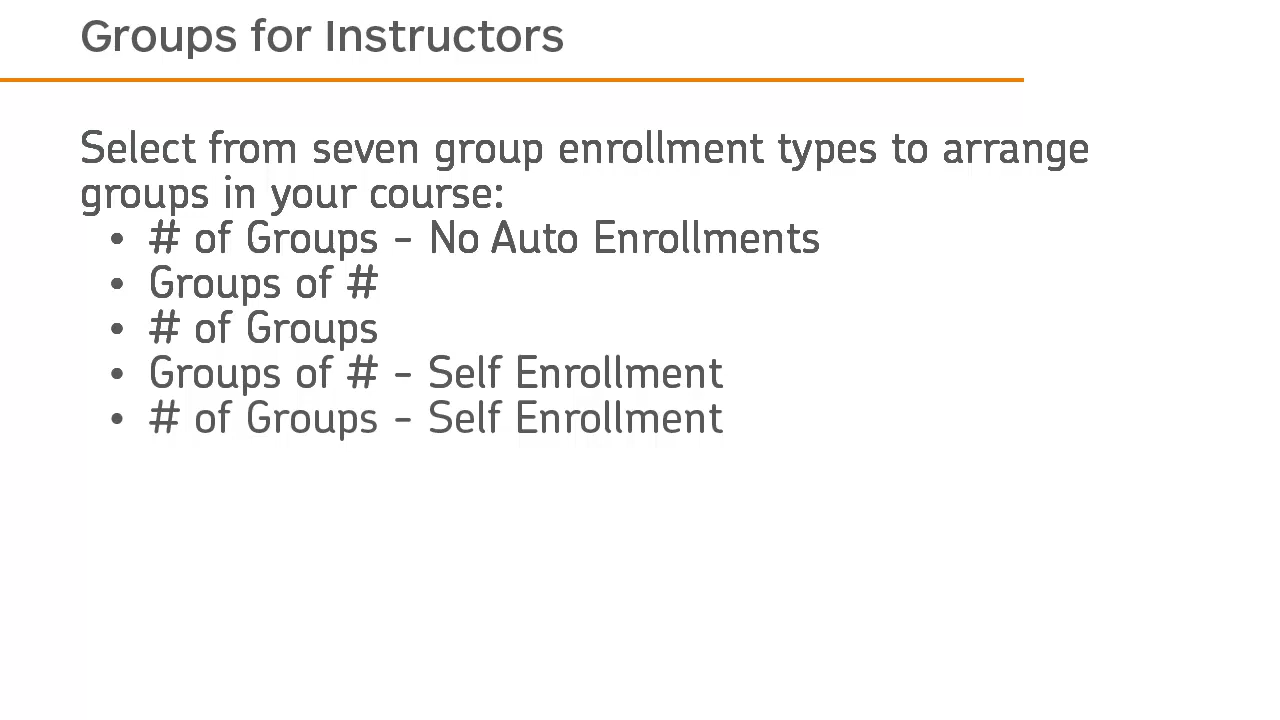 Groups for Instructors
Select from seven group enrollment types to arrange
groups in your course:
• # of Groups – No Auto Enrollments
• Groups of #
• # of Groups
• Groups of # – Self Enrollment
• # of Groups – Self Enrollment